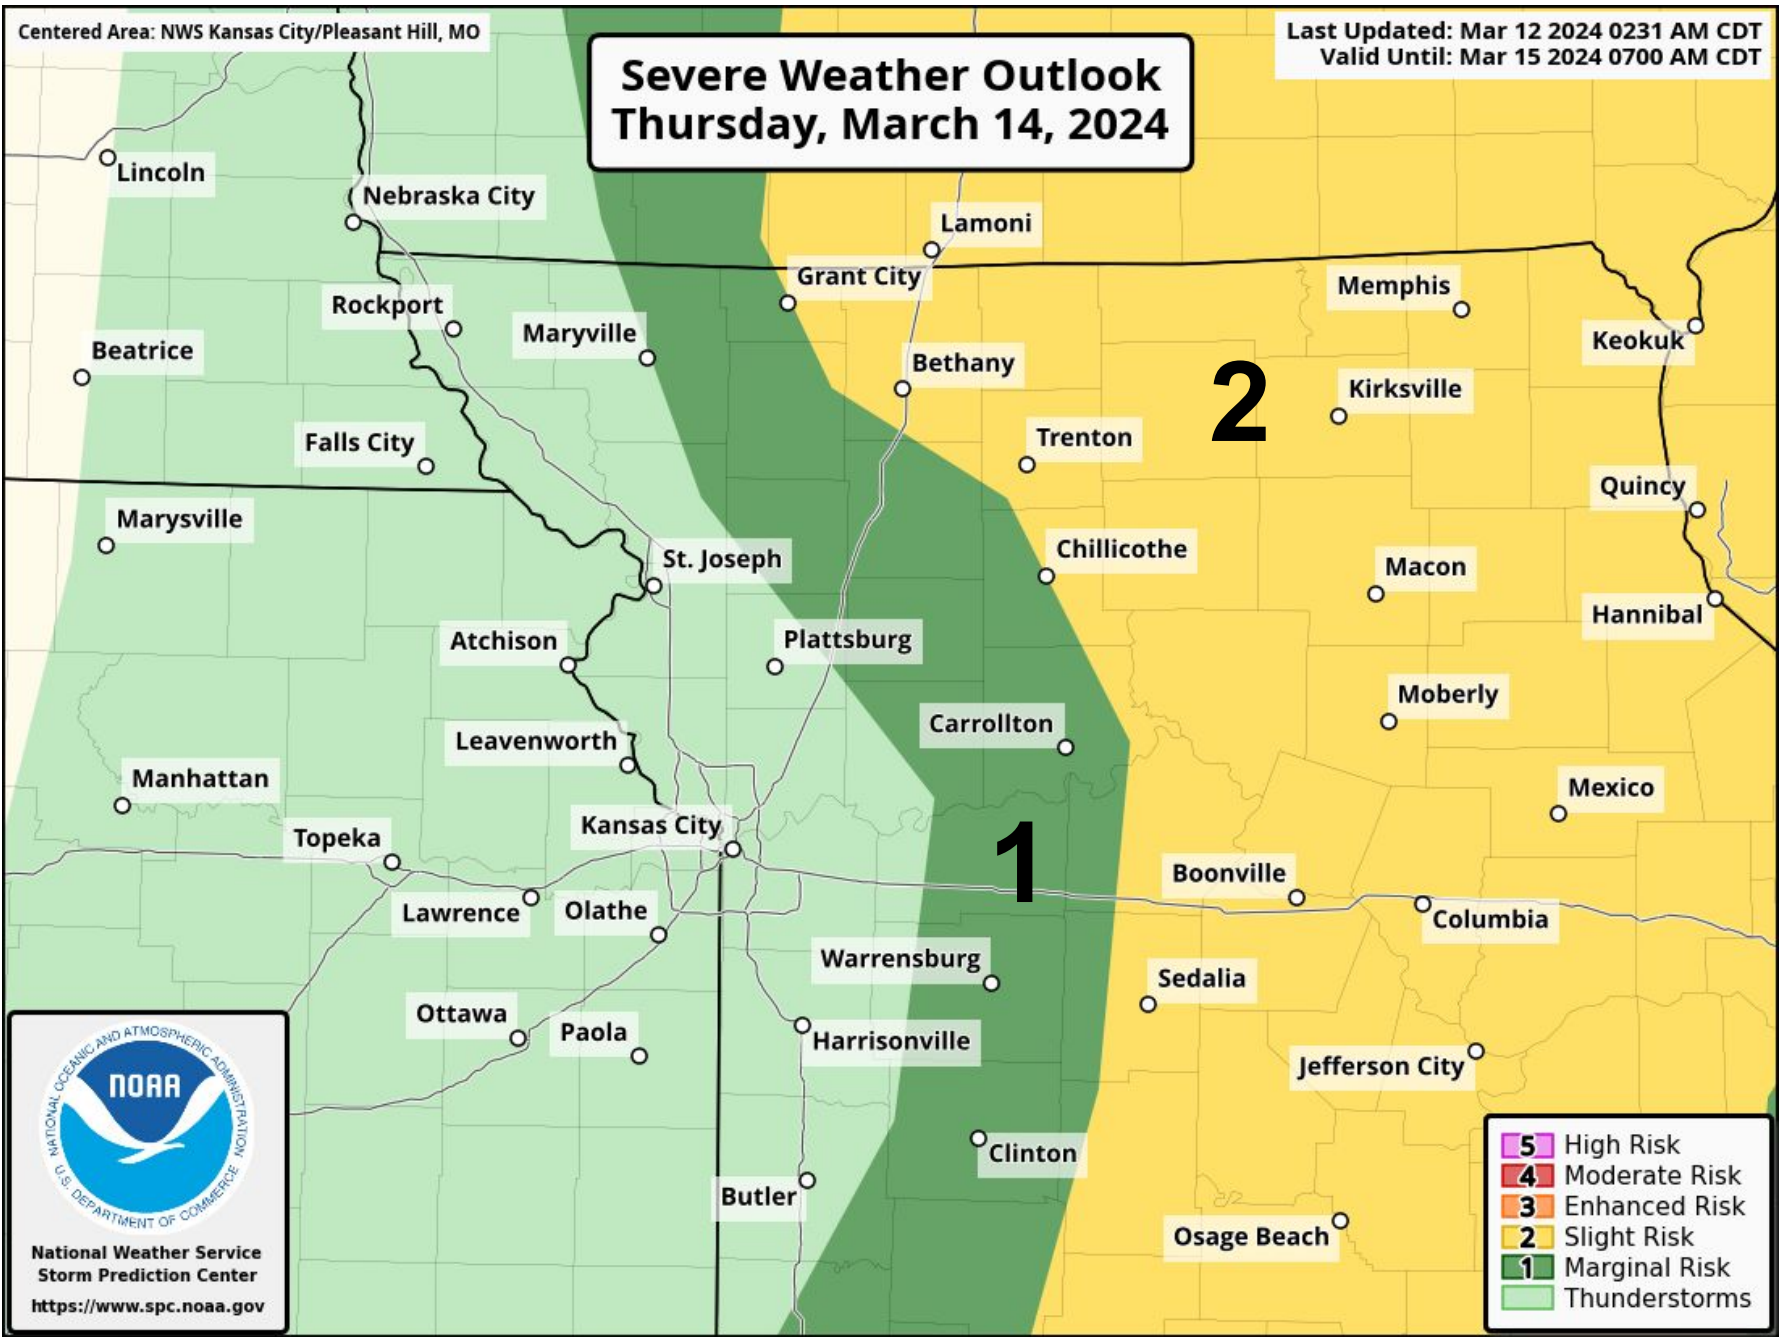 Centered Area: NWS Kansas City/Pleasant Hill, MO
Last Updated: Mar 12 2024 0231 AM CDT
Valid Until: Mar 15 2024 0700 AM CDT
Severe Weather Outlook
Thursday, March 14, 2024
Lincoln
Nebraska City
Lamoni
Grant City
Memphis
Rockport
Maryville
Keokuk
Beatrice
Bethany
2
Kirksville
Falls City
Trenton
Quincy
Marysville
St. Joseph
Chillicothe
Macon
Hannibal
Atchison
Plattsburg
Moberly
Carrollton
Leavenworth
Manhattan
Mexico
Kansas City
Topeka
1
Boonville
Lawrence
Olathe
Columbia
Warrensburg
Sedalia
Ottawa
Paola
Harrisonville
Jefferson City
Clinton
Butler
Osage Beach
NATIONAL OCEANIC AND ATMOSPHERIC ADMINISTRATION
NOAA
U.S. DEPARTMENT OF COMMERCE
National Weather Service
Storm Prediction Center
https://www.spc.noaa.gov
5 High Risk
4 Moderate Risk
3 Enhanced Risk
2 Slight Risk
1 Marginal Risk
Thunderstorms